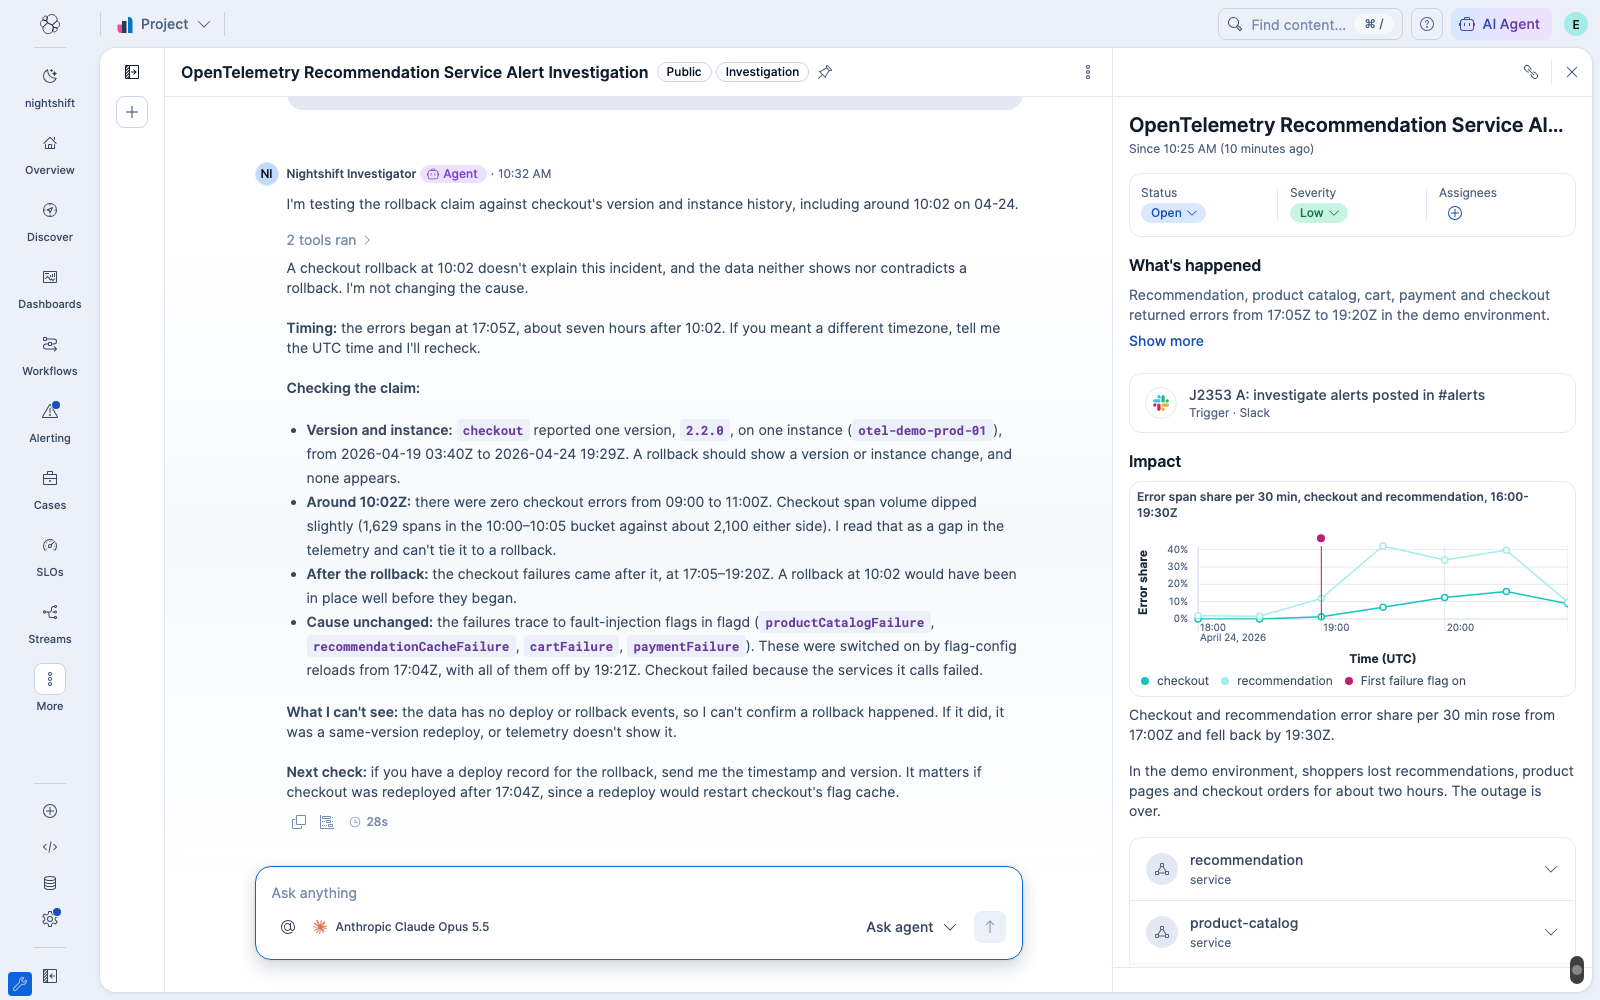 Project
Find content...
⌘ /
AI Agent
E
nightshift
Overview
Discover
Dashboards
Workflows
Alerting
Cases
SLOs
Streams
More
OpenTelemetry Recommendation Service Alert Investigation
Public
Investigation
NI
Nightshift Investigator
Agent
· 10:32 AM
I'm testing the rollback claim against checkout's version and instance history, including around 10:02 on 04-24.
2 tools ran
A checkout rollback at 10:02 doesn't explain this incident, and the data neither shows nor contradicts a
rollback. I'm not changing the cause.
Timing: the errors began at 17:05Z, about seven hours after 10:02. If you meant a different timezone, tell me
the UTC time and I'll recheck.
Checking the claim:
• Version and instance: checkout reported one version, 2.2.0 , on one instance ( otel-demo-prod-01 ),
from 2026-04-19 03:40Z to 2026-04-24 19:29Z. A rollback should show a version or instance change, and
none appears.
• Around 10:02Z: there were zero checkout errors from 09:00 to 11:00Z. Checkout span volume dipped
slightly (1,629 spans in the 10:00–10:05 bucket against about 2,100 either side). I read that as a gap in the
telemetry and can't tie it to a rollback.
• After the rollback: the checkout failures came after it, at 17:05–19:20Z. A rollback at 10:02 would have been
in place well before they began.
• Cause unchanged: the failures trace to fault-injection flags in flagd ( productCatalogFailure ,
recommendationCacheFailure , cartFailure , paymentFailure ). These were switched on by flag-config
reloads from 17:04Z, with all of them off by 19:21Z. Checkout failed because the services it calls failed.
What I can't see: the data has no deploy or rollback events, so I can't confirm a rollback happened. If it did, it
was a same-version redeploy, or telemetry doesn't show it.
Next check: if you have a deploy record for the rollback, send me the timestamp and version. It matters if
checkout was redeployed after 17:04Z, since a redeploy would restart checkout's flag cache.
28s
Ask anything
@
Anthropic Claude Opus 5.5
Ask agent
OpenTelemetry Recommendation Service Al...
Since 10:25 AM (10 minutes ago)
Status
Severity
Assignees
Open
Low
What's happened
Recommendation, product catalog, cart, payment and checkout
returned errors from 17:05Z to 19:20Z in the demo environment.
Show more
J2353 A: investigate alerts posted in #alerts
Trigger · Slack
Impact
Error span share per 30 min, checkout and recommendation, 16:00-
19:30Z
Error share
40%
30%
20%
10%
0%
18:00
19:00
20:00
April 24, 2026
Time (UTC)
checkout
recommendation
First failure flag on
Checkout and recommendation error share per 30 min rose from
17:00Z and fell back by 19:30Z.
In the demo environment, shoppers lost recommendations, product
pages and checkout orders for about two hours. The outage is
over.
recommendation
service
product-catalog
service